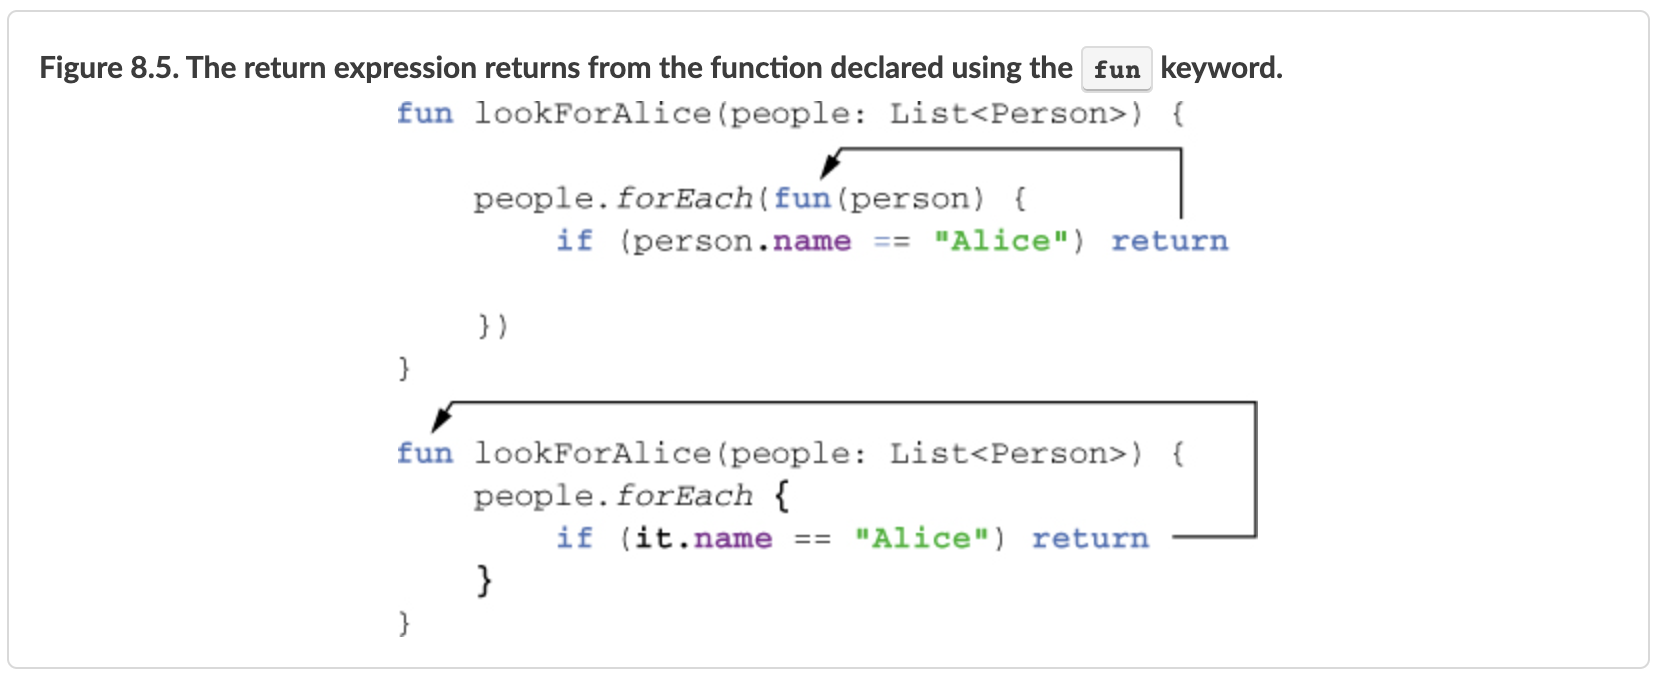 Figure 8.5. The return expression returns from the function declared using the fun keyword.
fun lookForAlice(people: List<Person>) {
people.forEach(fun(person) {
if (person.name == "Alice") return
})
}
fun lookForAlice(people: List<Person>) {
people.forEach {
if (it.name == "Alice") return
}
}